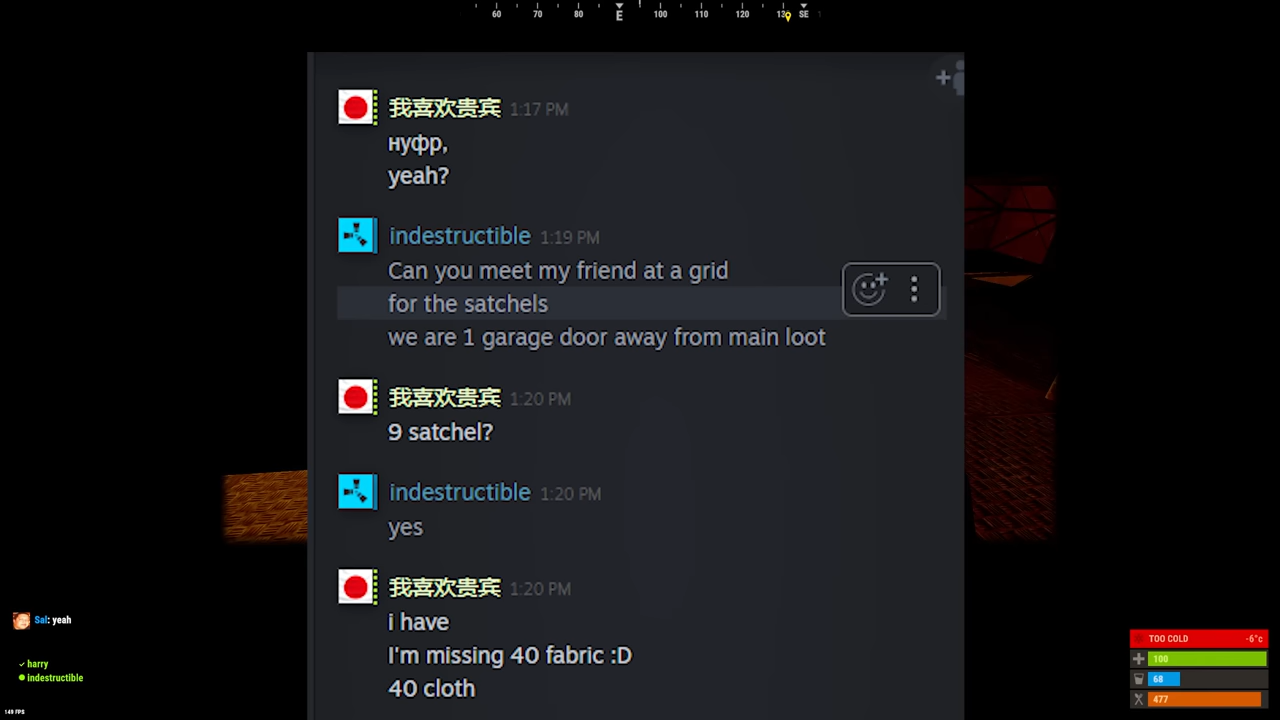 60 70 80 E 100 110 120 SE
我喜欢贵宾 1:17 PM
нуфр,
yeah?
indestructible 1:19 PM
Can you meet my friend at a grid
for the satchels
we are 1 garage door away from main loot
我喜欢贵宾 1:20 PM
9 satchel?
indestructible 1:20 PM
yes
我喜欢贵宾 1:20 PM
i have
I'm missing 40 fabric :D
40 cloth
Sal: yeah
harry
indestructible
149 FPS
TOO COLD -6°c
100
68
477